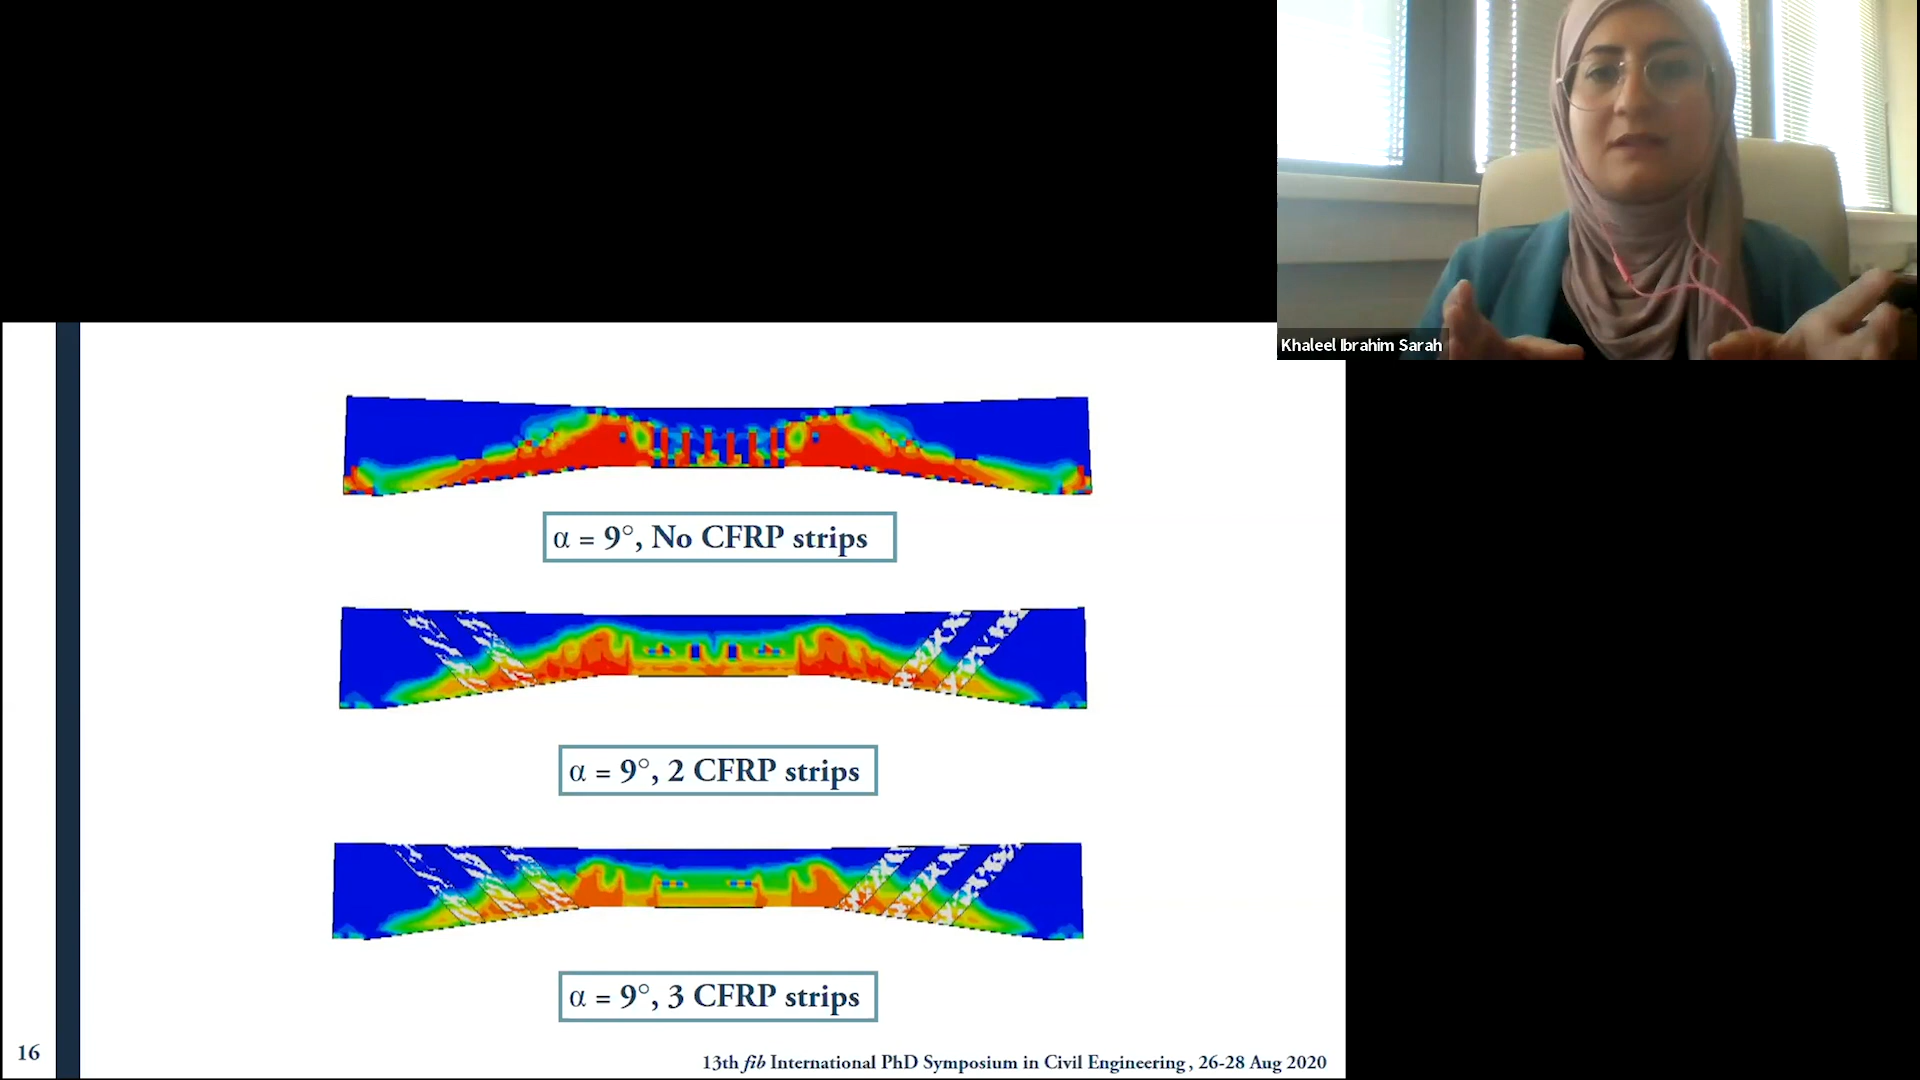 Khaleel Ibrahim Sarah
α = 9°, No CFRP strips
α = 9°, 2 CFRP strips
α = 9°, 3 CFRP strips
16
13th fib International PhD Symposium in Civil Engineering, 26-28 Aug 2020